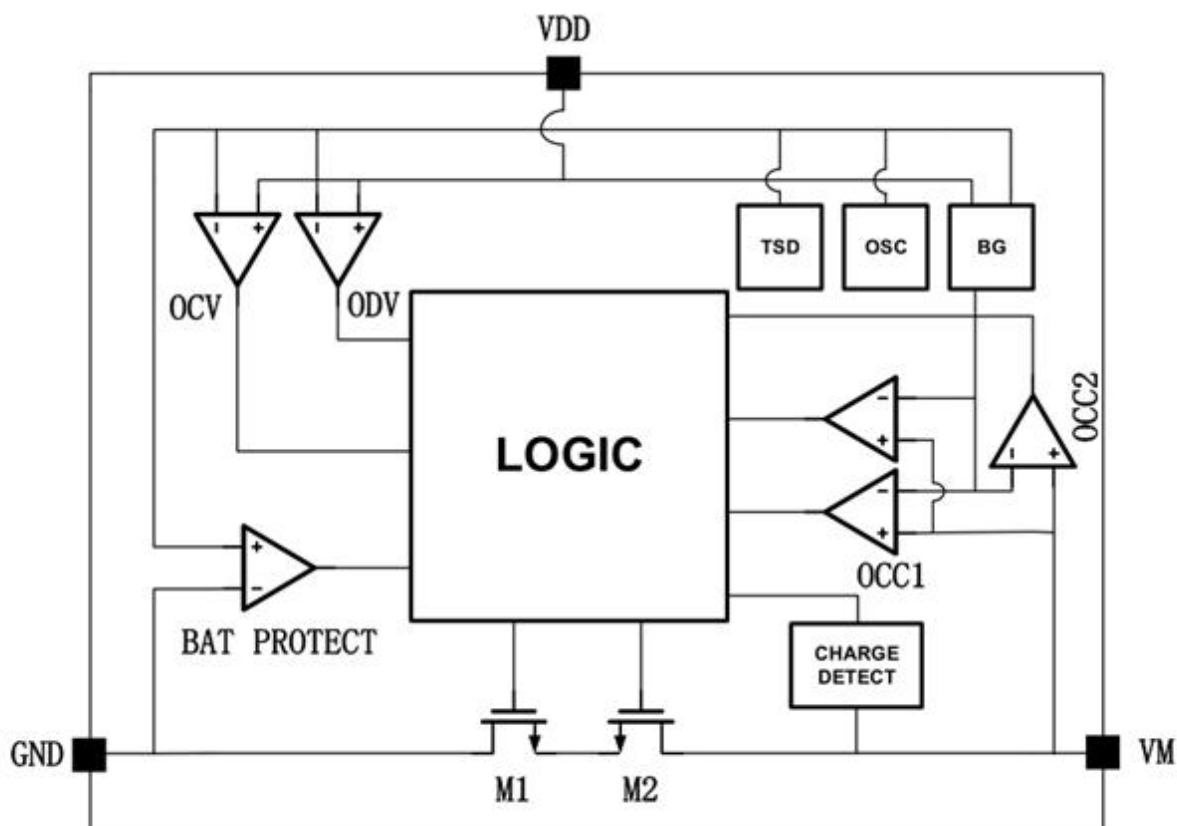 VDD
TSD
OSC
BG
OCV
ODV
- +
- +
LOGIC
-
+
-
+
- +
OCC2
OCC1
+
-
BAT PROTECT
CHARGE
DETECT
GND
M1
M2
VM